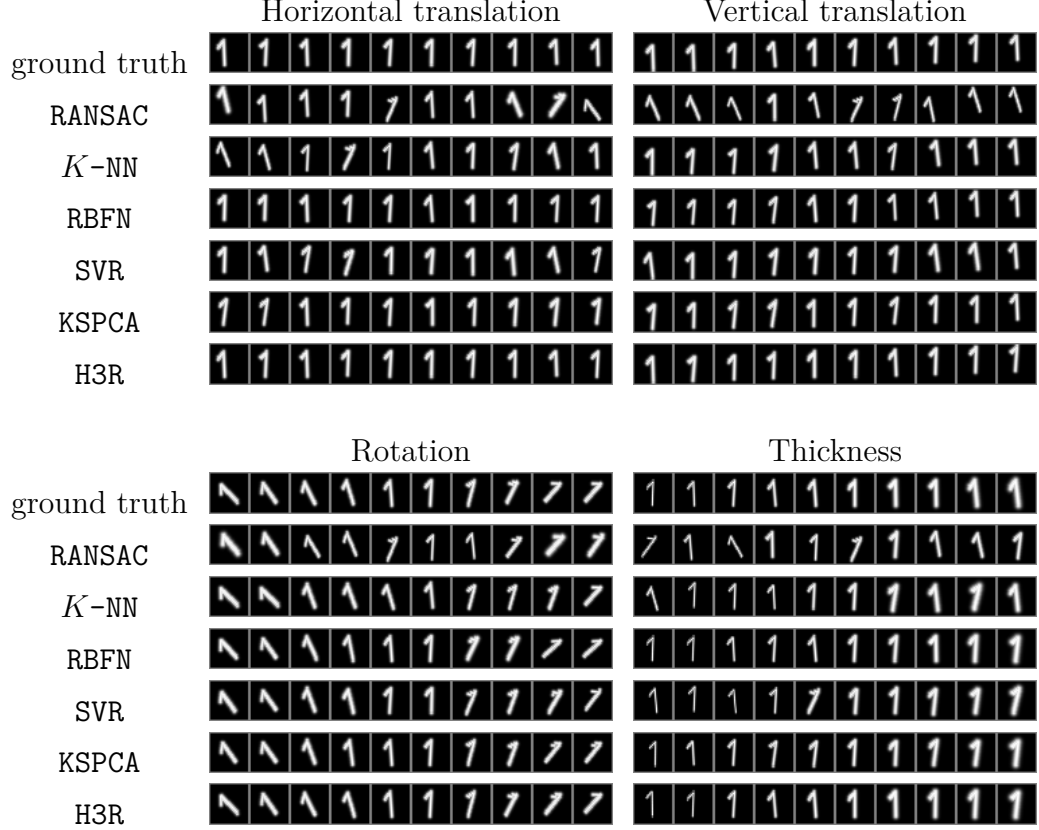 Horizontal translation Vertical translation
ground truth
RANSAC
K-NN
RBFN
SVR
KSPCA
H3R
Rotation Thickness
ground truth
RANSAC
K-NN
RBFN
SVR
KSPCA
H3R